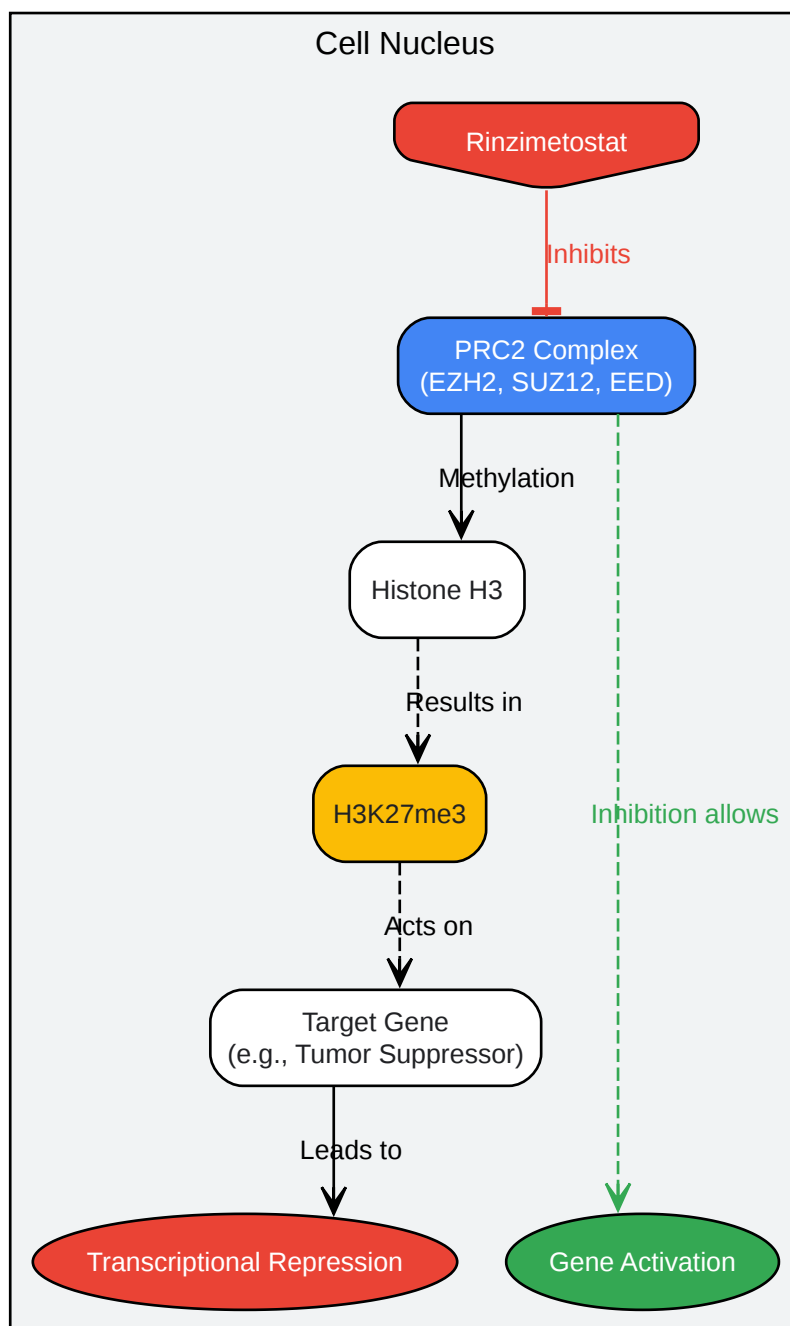 Cell Nucleus
Rinzimetostat
Inhibits
PRC2 Complex
(EZH2, SUZ12, EED)
Methylation
Histone H3
Results in
H3K27me3
Inhibition allows
Acts on
Target Gene
(e.g., Tumor Suppressor)
Leads to
Transcriptional Repression
Gene Activation